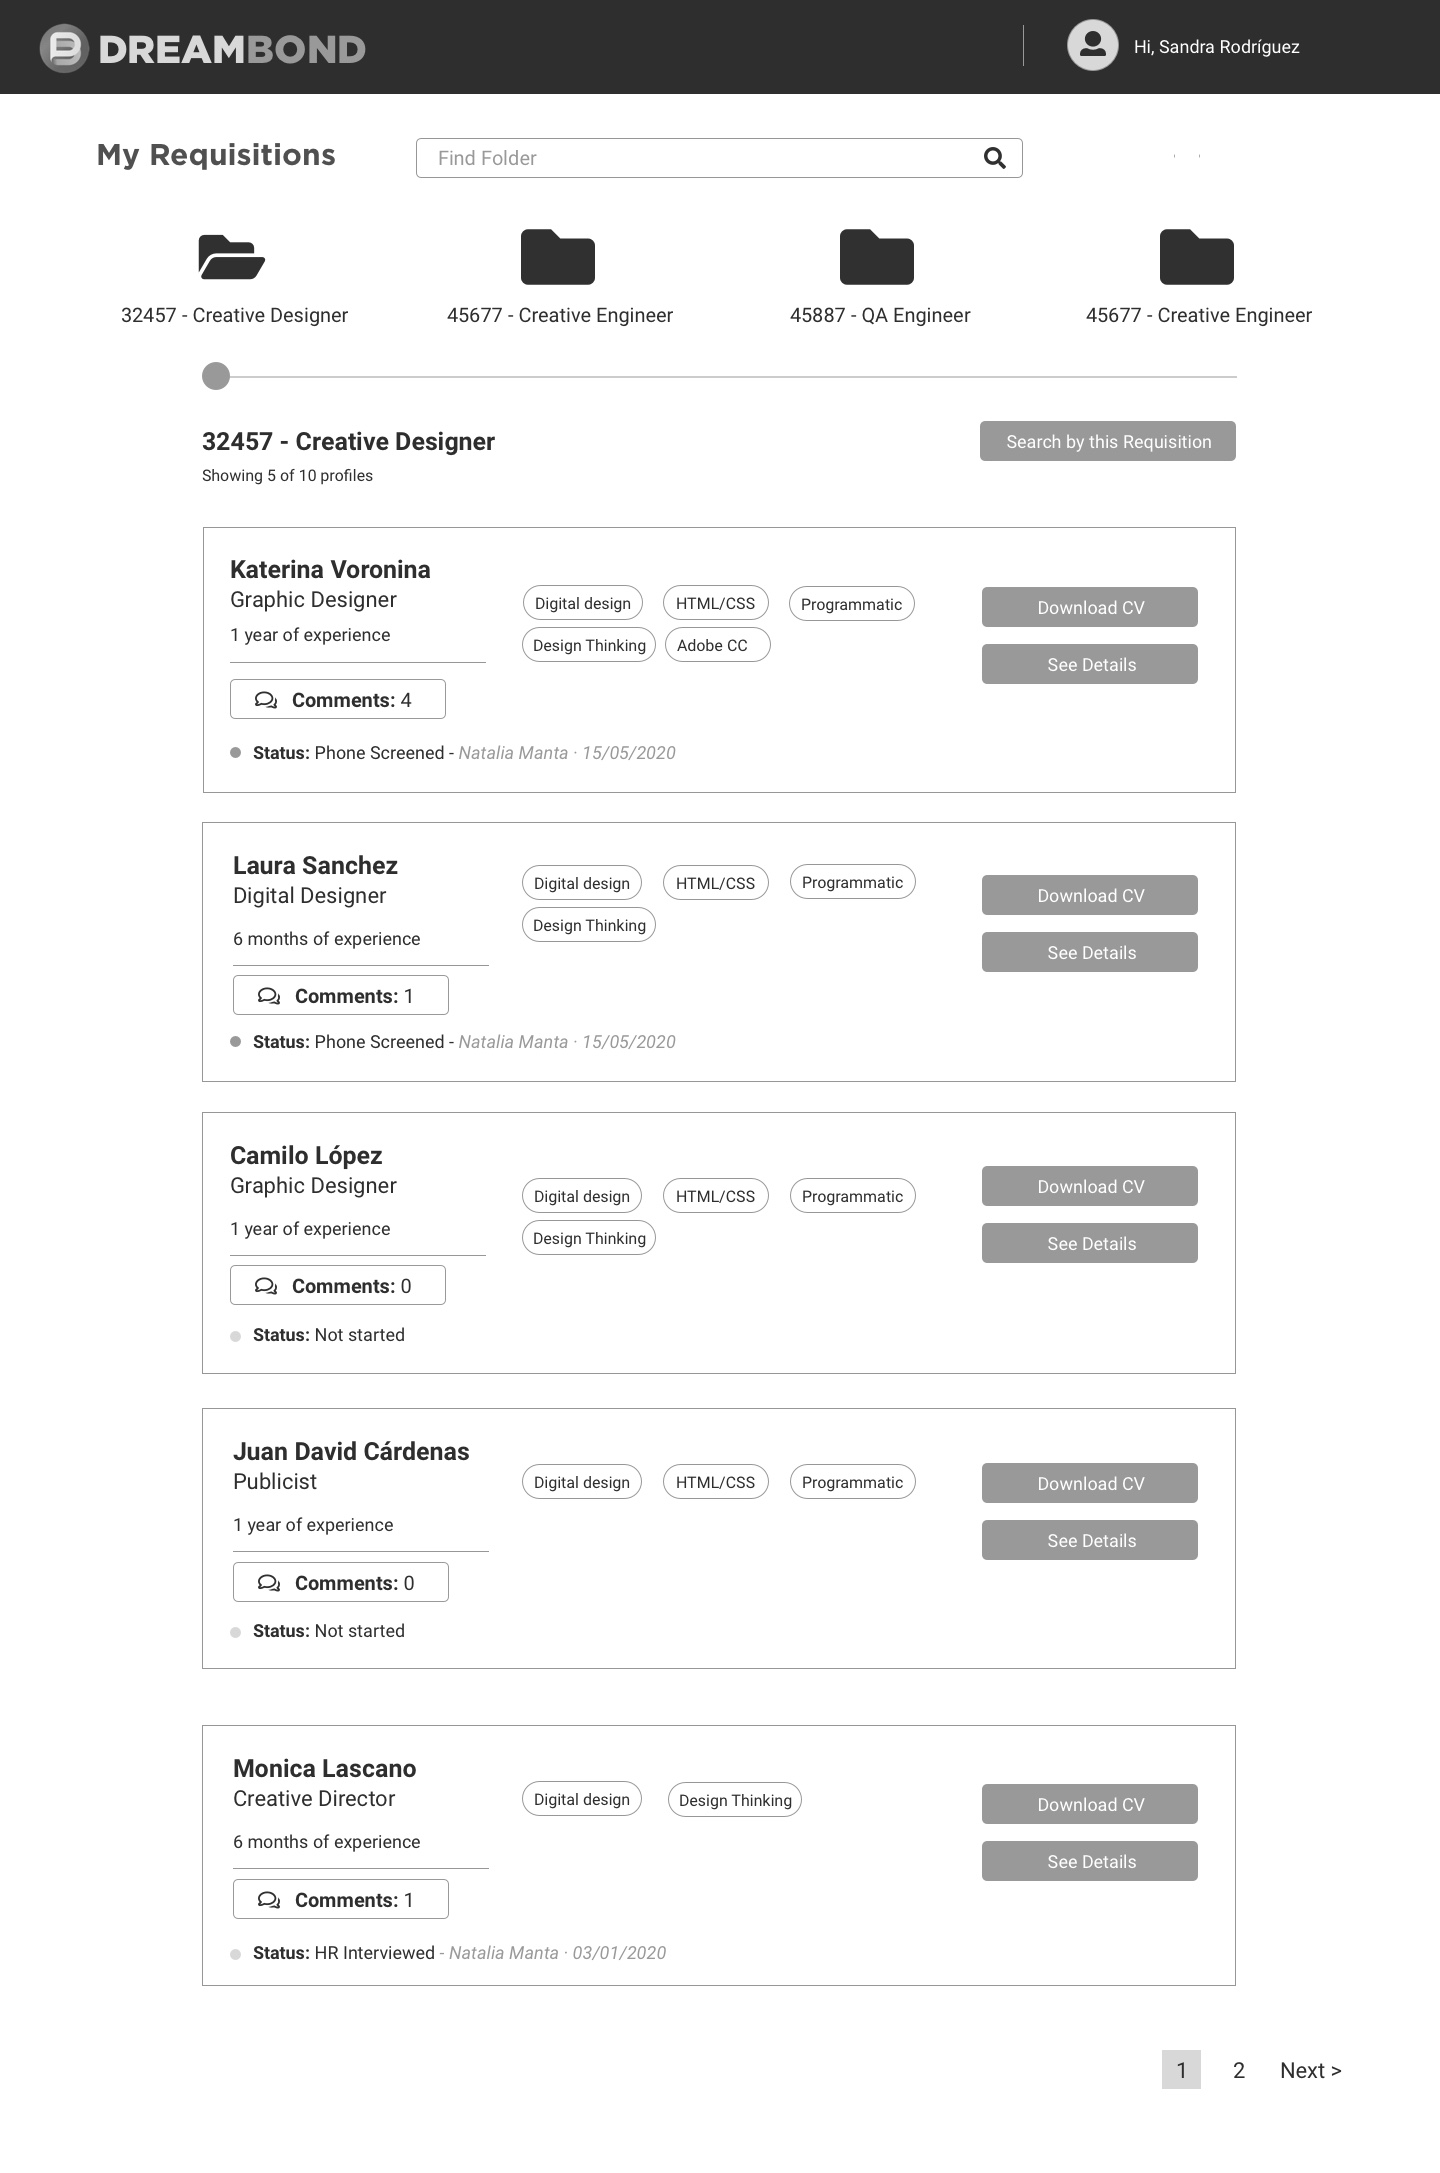 DREAMBOND
Hi, Sandra Rodríguez
My Requisitions
Find Folder
32457 - Creative Designer
45677 - Creative Engineer
45887 - QA Engineer
45677 - Creative Engineer
32457 - Creative Designer
Search by this Requisition
Showing 5 of 10 profiles
Katerina Voronina
Graphic Designer
1 year of experience
Digital design
HTML/CSS
Programmatic
Design Thinking
Adobe CC
Download CV
See Details
Comments: 4
Status: Phone Screened - Natalia Manta · 15/05/2020
Laura Sanchez
Digital Designer
6 months of experience
Digital design
HTML/CSS
Programmatic
Design Thinking
Download CV
See Details
Comments: 1
Status: Phone Screened - Natalia Manta · 15/05/2020
Camilo López
Graphic Designer
1 year of experience
Digital design
HTML/CSS
Programmatic
Design Thinking
Download CV
See Details
Comments: 0
Status: Not started
Juan David Cárdenas
Publicist
1 year of experience
Digital design
HTML/CSS
Programmatic
Download CV
See Details
Comments: 0
Status: Not started
Monica Lascano
Creative Director
6 months of experience
Digital design
Design Thinking
Download CV
See Details
Comments: 1
Status: HR Interviewed - Natalia Manta · 03/01/2020
1 2 Next >